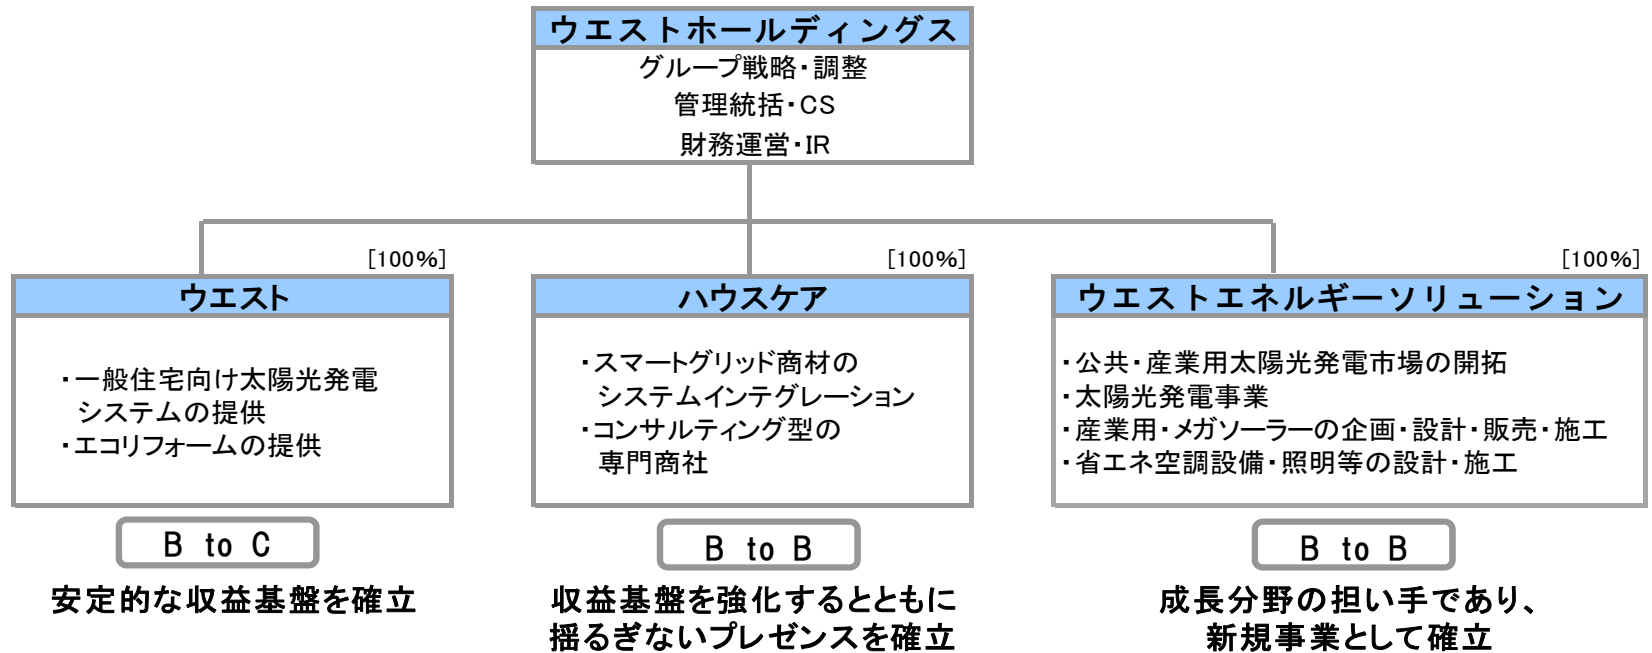 ウエストホールディングス
グループ戦略・調整
管理統括・CS
財務運営・IR
[100%]
ウエスト
・一般住宅向け太陽光発電
システムの提供
・エコリフォームの提供
B to C
安定的な収益基盤を確立
[100%]
ハウスケア
・スマートグリッド商材の
システムインテグレーション
・コンサルティング型の
専門商社
B to B
収益基盤を強化するとともに
揺るぎないプレゼンスを確立
[100%]
ウエストエネルギーソリューション
・公共・産業用太陽光発電市場の開拓
・太陽光発電事業
・産業用・メガソーラーの企画・設計・販売・施工
・省エネ空調設備・照明等の設計・施工
B to B
成長分野の担い手であり、
新規事業として確立